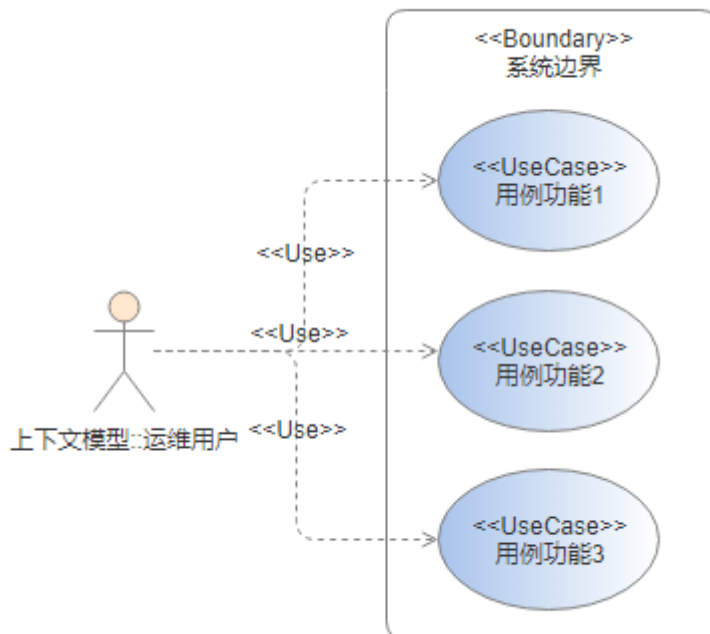 <<Boundary>>
系统边界
<<UseCase>>
用例功能1
<<Use>>
<<Use>>
<<UseCase>>
用例功能2
<<Use>>
上下文模型::运维用户
<<UseCase>>
用例功能3